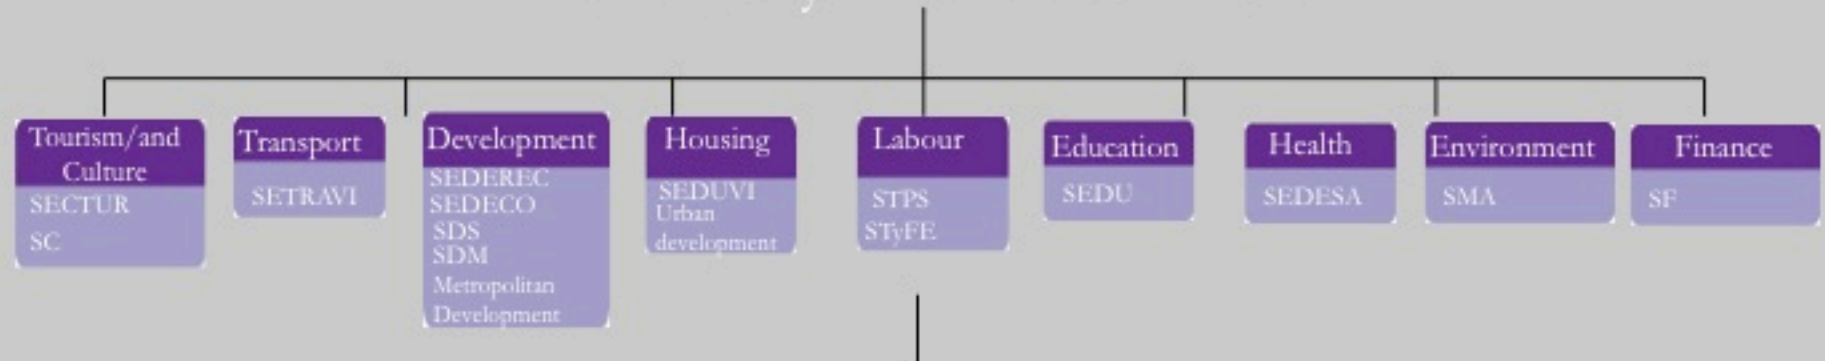 Tourism/and
Culture
SECTUR
SC
Transport
SETRAVI
Development
SEDEREC
SEDECO
SDS
SDM
Metropolitan
Development
Housing
SEDUVI
Urban
development
Labour
STPS
STyFE
Education
SEDU
Health
SEDESA
Environment
SMA
Finance
SF